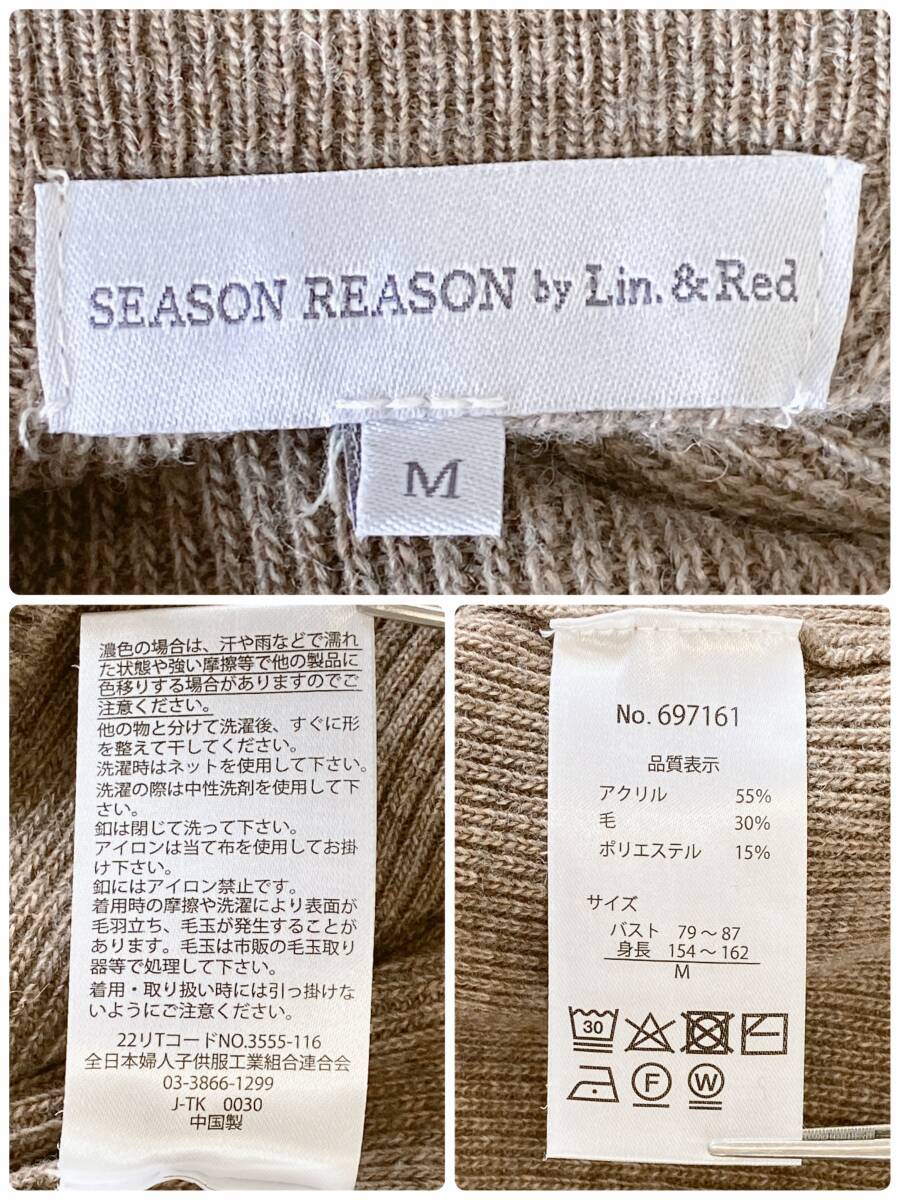 SEASON REASON by Lin. & Red
M
濃色の場合は、汗や雨などで濡れ
た状態や強い摩擦等で他の製品に
色移りする場合がありますのでご
注意ください。
他の物と分けて洗濯後、すぐに形
を整えて干してください。
洗濯時はネットを使用して下さい。
洗濯の際は中性洗剤を使用して下
さい。
釦は閉じて洗って下さい。
アイロンは当て布を使用してお掛
け下さい。
釦にはアイロン禁止です。
着用時の摩擦や洗濯により表面が
毛羽立ち、毛玉が発生することが
あります。毛玉は市販の毛玉取り
器等で処理して下さい。
着用・取り扱い時には引っ掛けな
いようにご注意ください。
22リTコードNO.3555-116
全日本婦人子供服工業組合連合会
03-3866-1299
J-TK 0030
中国製
No. 697161
品質表示
アクリル 55%
毛 30%
ポリエステル 15%
サイズ
バスト 79～87
身長 154～162
M
30
F W